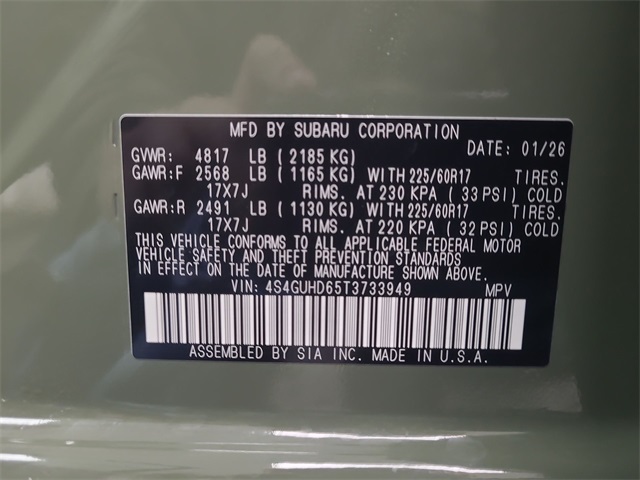 MFD BY SUBARU CORPORATION
DATE: 01/26
GVWR: 4817 LB ( 2185 KG)
GAWR:F 2568 LB ( 1165 KG) WITH 225/60R17 TIRES.
17X7J RIMS. AT 230 KPA ( 33 PSI) COLD
GAWR:R 2491 LB ( 1130 KG) WITH 225/60R17 TIRES.
17X7J RIMS. AT 220 KPA ( 32 PSI) COLD
THIS VEHICLE CONFORMS TO ALL APPLICABLE FEDERAL MOTOR
VEHICLE SAFETY AND THEFT PREVENTION STANDARDS
IN EFFECT ON THE DATE OF MANUFACTURE SHOWN ABOVE.
VIN: 4S4GUHD65T3733949 MPV
ASSEMBLED BY SIA INC. MADE IN U.S.A.